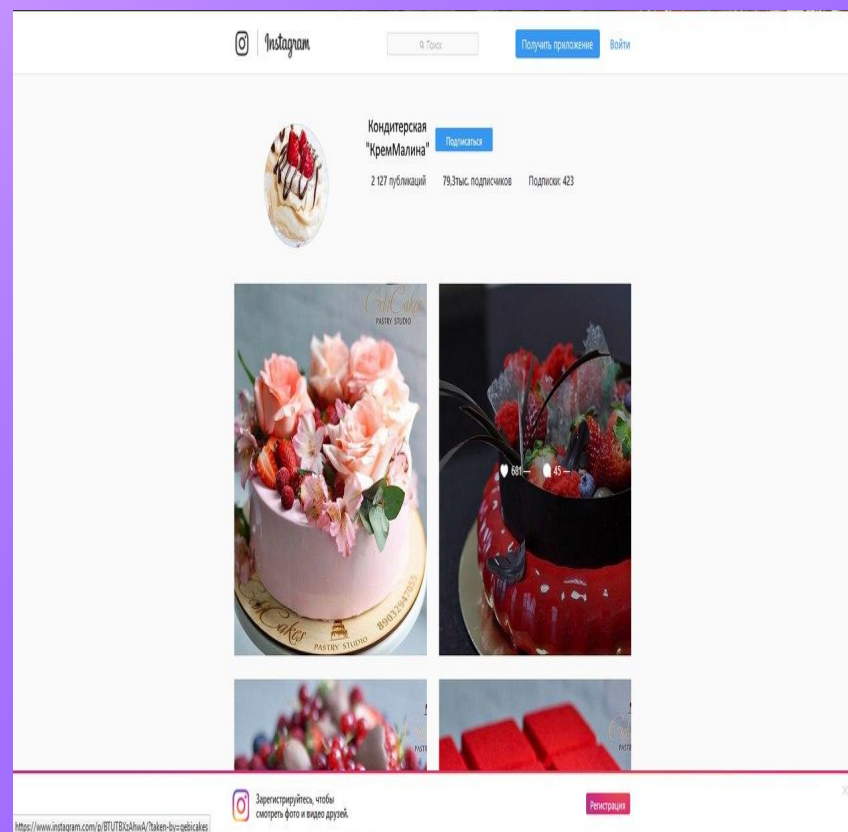 Instagram
Поиск
Получить приложение
Войти
Кондитерская
"КремМалина"
Подписаться
2 127 публикаций
79,3тыс. подписчиков
Подписки: 423
PASTRY STUDIO
681
45
Cakes
PASTRY STUDIO
89032947055
Зарегистрируйтесь, чтобы
смотреть фото и видео друзей.
Регистрация
https://www.instagram.com/p/BTUTBXzAhwA/?taken-by=gebicakes